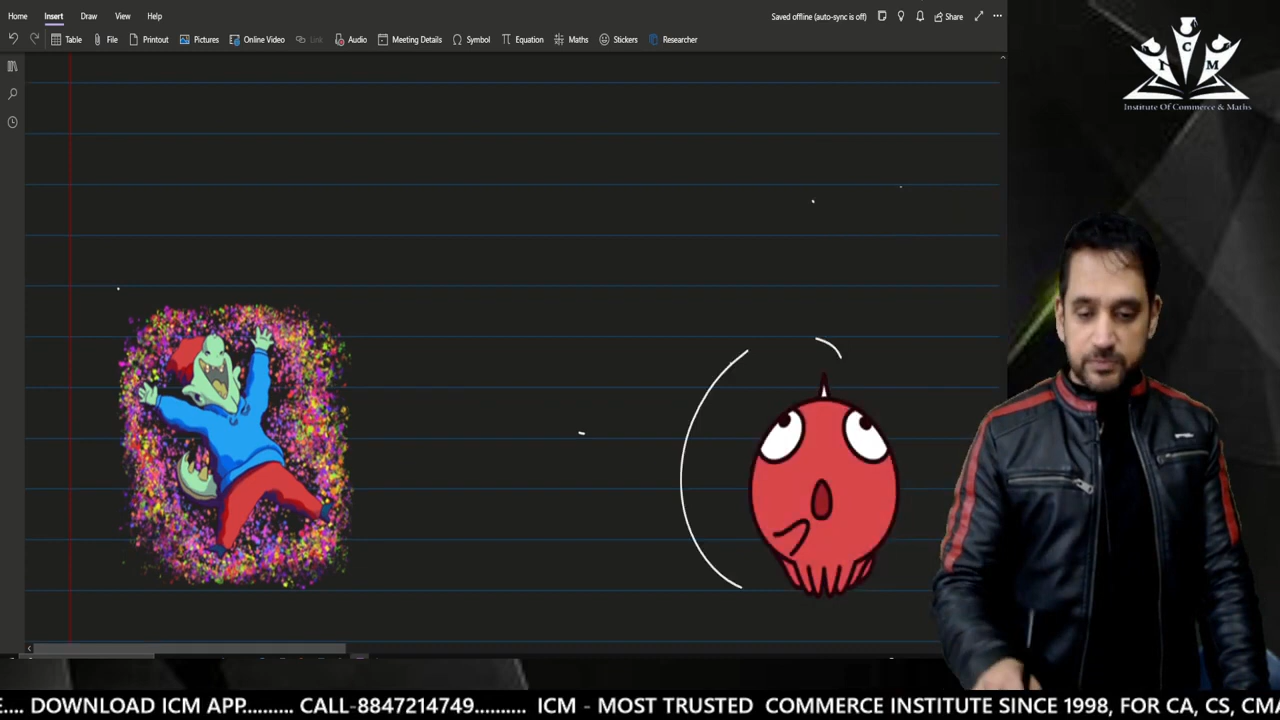 Home Insert Draw View Help
Saved offline (auto-sync is off) Share
Table File Printout Pictures Online Video Link Audio Meeting Details Symbol Equation Maths Stickers Researcher
I C M
Institute Of Commerce & Maths
E.... DOWNLOAD ICM APP.......... CALL-8847214749.......... ICM - MOST TRUSTED COMMERCE INSTITUTE SINCE 1998, FOR CA, CS, CMA